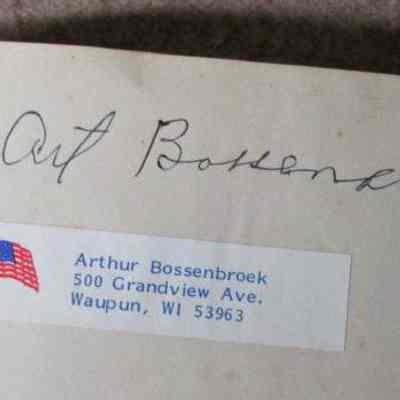 Art Bossenb
Arthur Bossenbroek
500 Grandview Ave.
Waupun, WI 53963